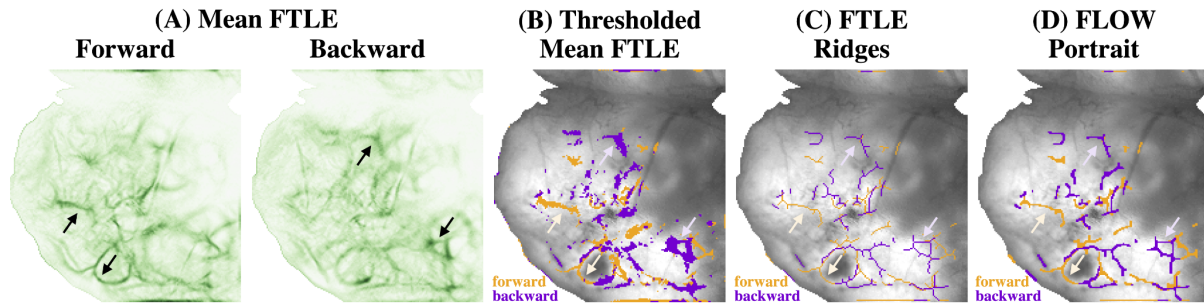 (A) Mean FTLE
Forward
Backward
(B) Thresholded
Mean FTLE
forward
backward
(C) FTLE
Ridges
forward
backward
(D) FLOW
Portrait
forward
backward